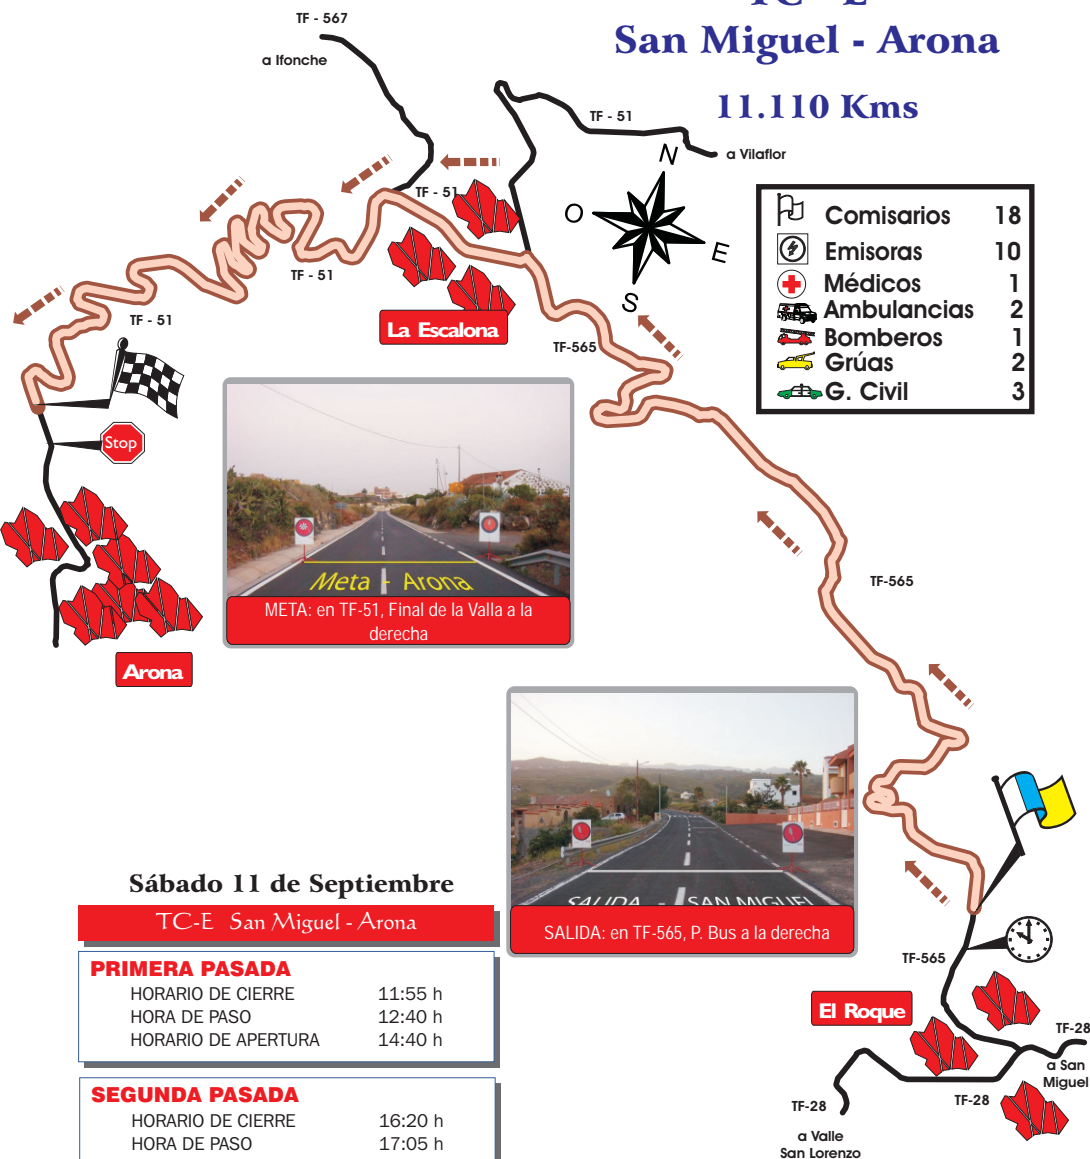 TC - E
San Miguel - Arona
11.110 Kms
TF - 567
a Ifonche
TF - 51
a Vilaflor
N
O
E
S
Comisarios 18
Emisoras 10
Médicos 1
Ambulancias 2
Bomberos 1
Grúas 2
G. Civil 3
TF - 51
TF - 51
TF - 51
La Escalona
TF-565
Stop
Meta - Arona
META: en TF-51, Final de la Valla a la
derecha
Arona
TF-565
SALIDA - SAN MIGUEL
SALIDA: en TF-565, P. Bus a la derecha
Sábado 11 de Septiembre
TC-E San Miguel - Arona
PRIMERA PASADA
HORARIO DE CIERRE 11:55 h
HORA DE PASO 12:40 h
HORARIO DE APERTURA 14:40 h
SEGUNDA PASADA
HORARIO DE CIERRE 16:20 h
HORA DE PASO 17:05 h
TF-565
El Roque
TF-28
a San
Miguel
TF-28
TF-28
a Valle
San Lorenzo